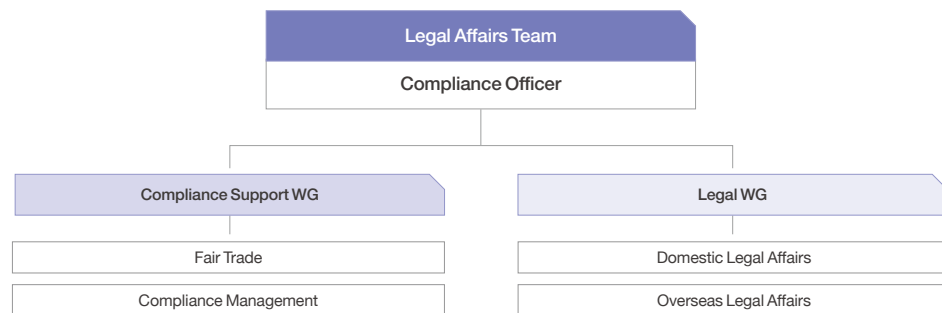 Legal Affairs Team
Compliance Officer
Compliance Support WG
Legal WG
Fair Trade
Domestic Legal Affairs
Compliance Management
Overseas Legal Affairs